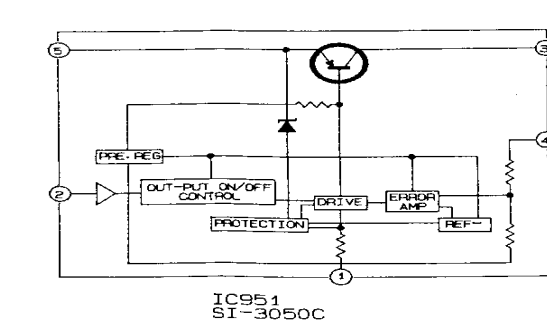 5
3
4
PRE.REG
2
OUT-PUT ON/OFF
CONTROL
DRIVE
ERROR
AMP
PROTECTION
REF-
1
IC951
SI-3050C